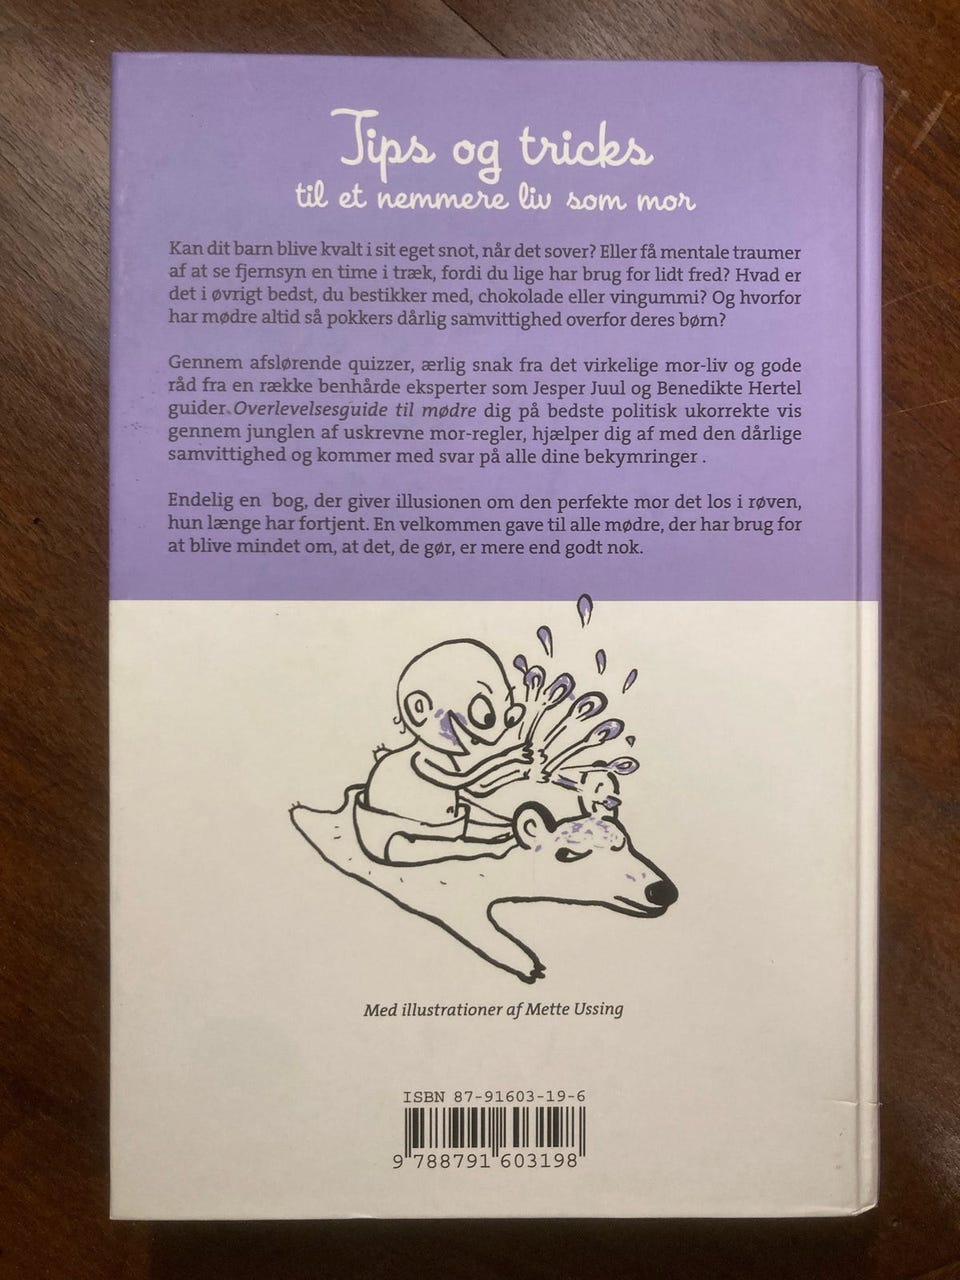 Tips og tricks
til et nemmere liv som mor
Kan dit barn blive kvalt i sit eget snot, når det sover? Eller få mentale traumer
af at se fjernsyn en time i træk, fordi du lige har brug for lidt fred? Hvad er
det i øvrigt bedst, du bestikker med, chokolade eller vingummi? Og hvorfor
har mødre altid så pokkers dårlig samvittighed overfor deres børn?
Gennem afslørende quizzer, ærlig snak fra det virkelige mor-liv og gode
råd fra en række benhårde eksperter som Jesper Juul og Benedikte Hertel
guider Overlevelsesguide til mødre dig på bedste politisk ukorrekte vis
gennem junglen af uskrevne mor-regler, hjælper dig af med den dårlige
samvittighed og kommer med svar på alle dine bekymringer .
Endelig en  bog, der giver illusionen om den perfekte mor det los i røven,
hun længe har fortjent. En velkommen gave til alle mødre, der har brug for
at blive mindet om, at det, de gør, er mere end godt nok.
Med illustrationer af Mette Ussing
ISBN 87-91603-19-6
9 788791 603198